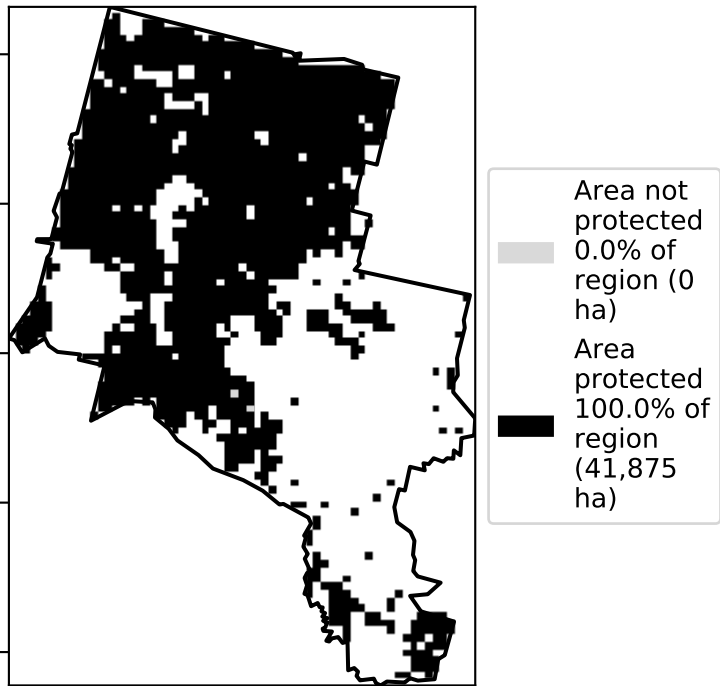 Area not
protected
0.0% of
region (0
ha)
Area
protected
100.0% of
region
(41,875
ha)